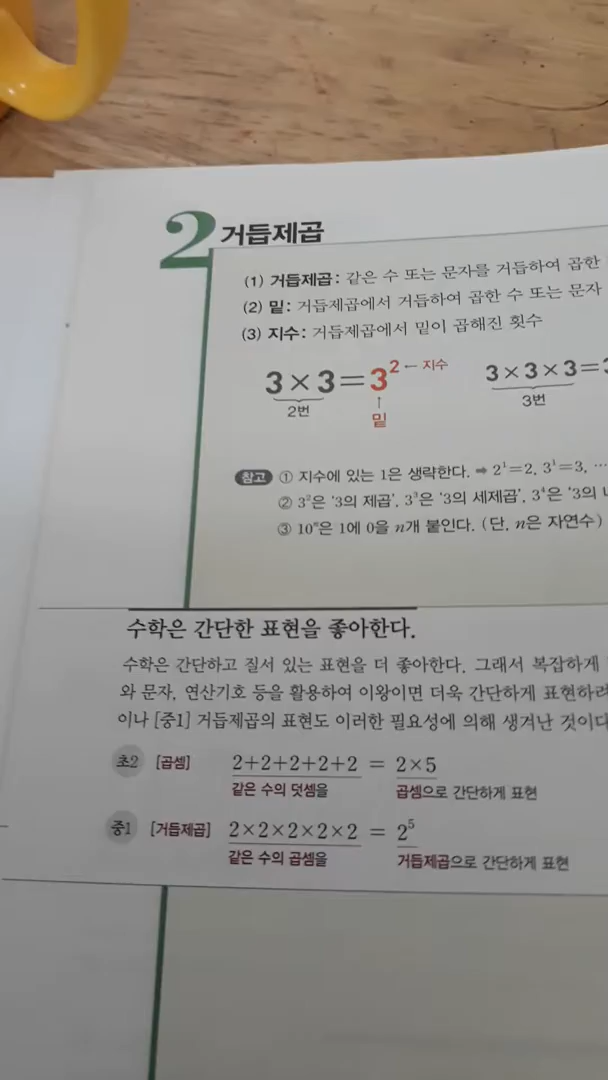 2 거듭제곱
(1) 거듭제곱: 같은 수 또는 문자를 거듭하여 곱한
(2) 밑: 거듭제곱에서 거듭하여 곱한 수 또는 문자
(3) 지수: 거듭제곱에서 밑이 곱해진 횟수
3×3=3² ← 지수 3×3×3=3
2번 ↑ 3번
밑
참고 ① 지수에 있는 1은 생략한다. ➡ 2¹=2, 3¹=3, …
② 3²은 '3의 제곱', 3³은 '3의 세제곱', 3⁴은 '3의
③ 10ⁿ은 1에 0을 n개 붙인다. (단, n은 자연수)
수학은 간단한 표현을 좋아한다.
수학은 간단하고 질서 있는 표현을 더 좋아한다. 그래서 복잡하게
와 문자, 연산기호 등을 활용하여 이왕이면 더욱 간단하게 표현하려
이나 [중1] 거듭제곱의 표현도 이러한 필요성에 의해 생겨난 것이다
초2 [곱셈] 2+2+2+2+2 = 2×5
같은 수의 덧셈을 곱셈으로 간단하게 표현
중1 [거듭제곱] 2×2×2×2×2 = 2⁵
같은 수의 곱셈을 거듭제곱으로 간단하게 표현